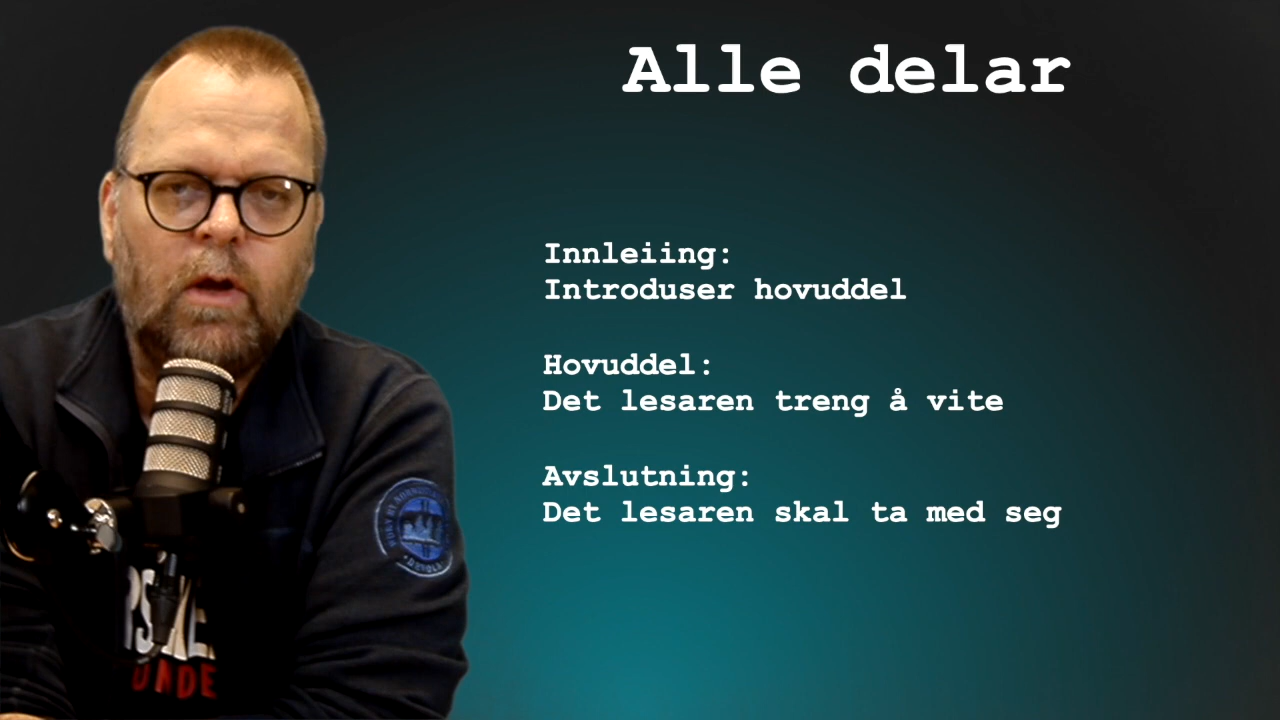 Alle delar
Innleiing:
Introduser hovuddel
Hovuddel:
Det lesaren treng å vite
Avslutning:
Det lesaren skal ta med seg